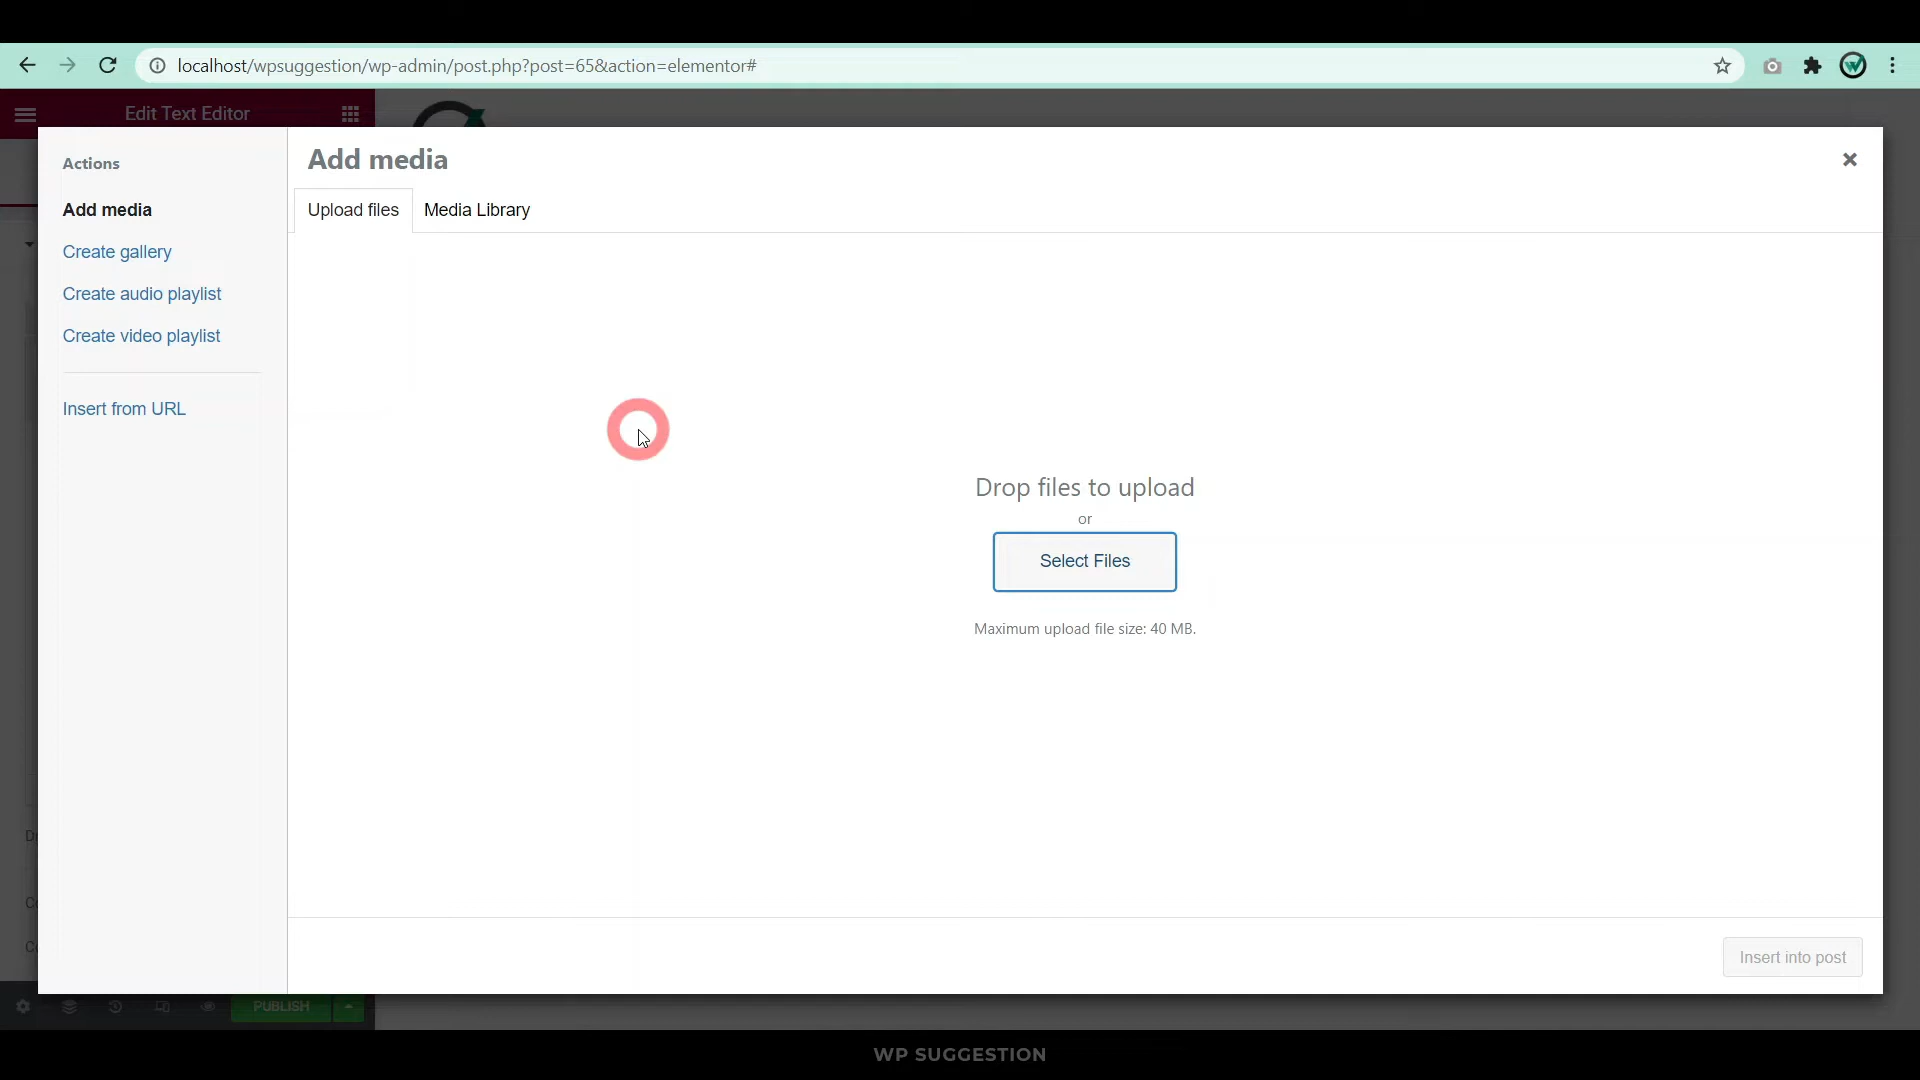 localhost/wpsuggestion/wp-admin/post.php?post=65&action=elementor#
Edit Text Editor
Actions
Add media
Create gallery
Create audio playlist
Create video playlist
Insert from URL
Add media
Upload files
Media Library
Drop files to upload
or
Select Files
Maximum upload file size: 40 MB.
Insert into post
PUBLISH
WP SUGGESTION